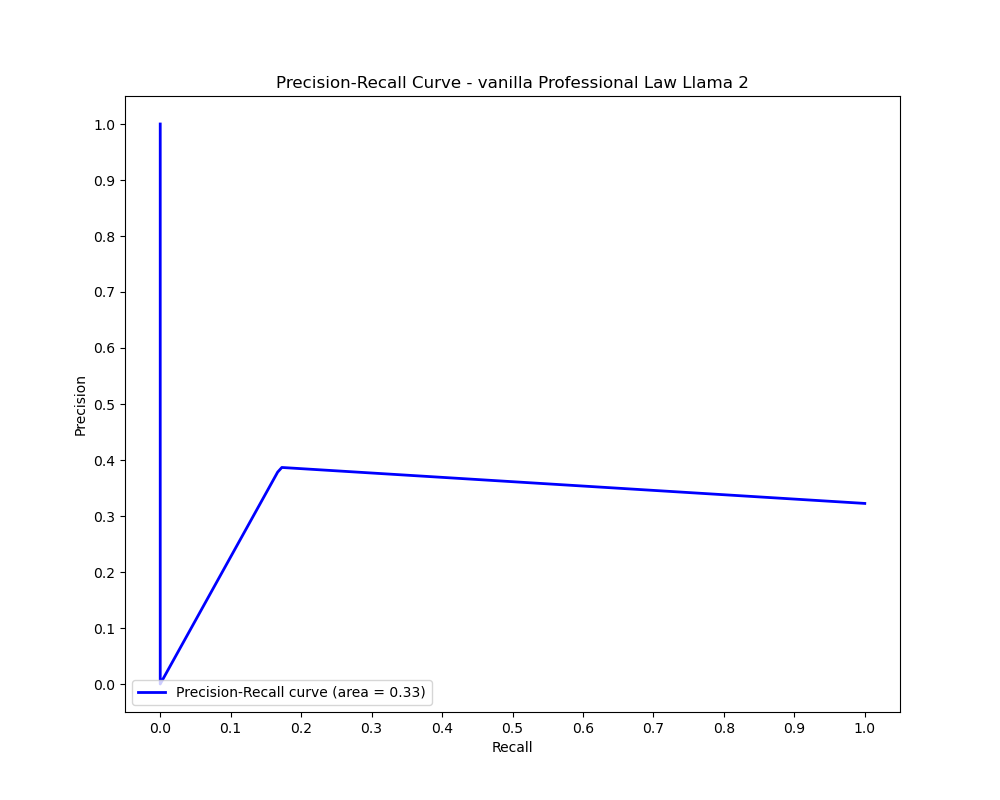 Precision-Recall Curve - vanilla Professional Law Llama 2
1.0
0.9
0.8
0.7
0.6
0.5
0.4
0.3
0.2
0.1
0.0
Precision
Precision-Recall curve (area = 0.33)
0.0 0.1 0.2 0.3 0.4 0.5 0.6 0.7 0.8 0.9 1.0
Recall